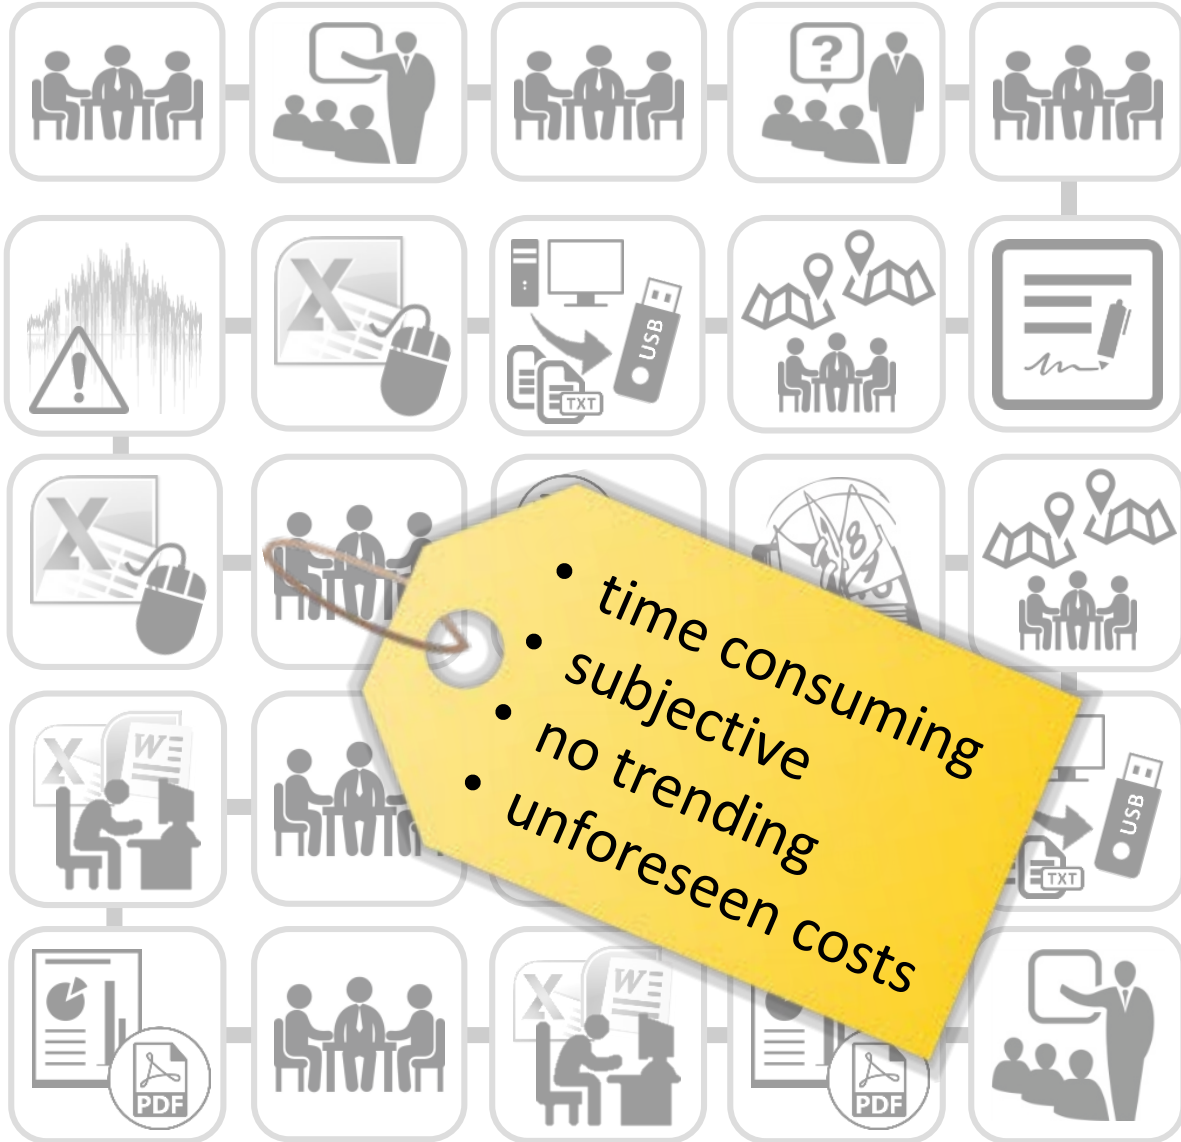 ?
USB
TXT
• time consuming
• subjective
• no trending
• unforeseen costs
W
USB
TXT
W
PDF
PDF